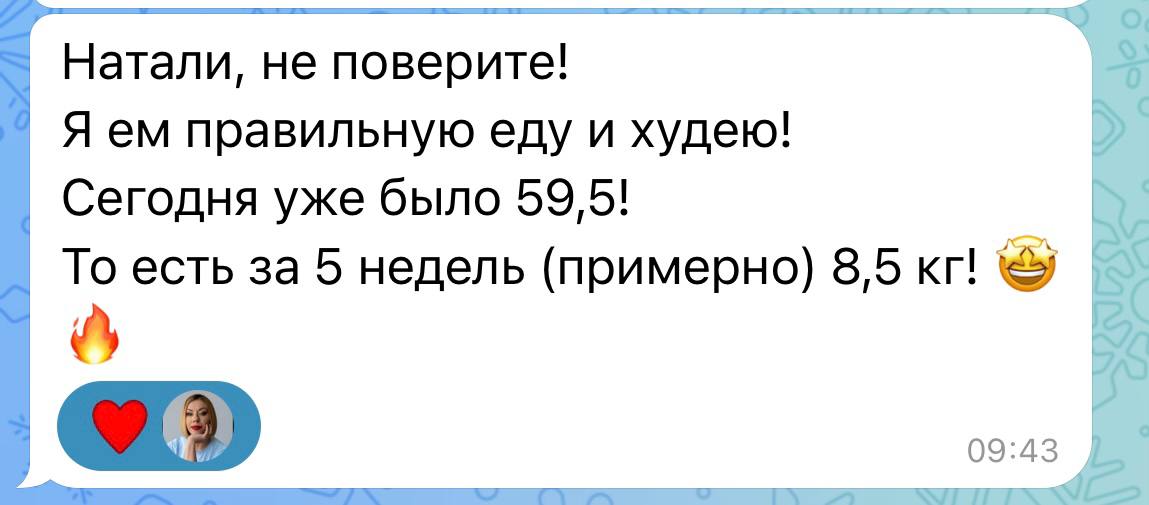 Натали, не поверите!
Я ем правильную еду и худею!
Сегодня уже было 59,5!
То есть за 5 недель (примерно) 8,5 кг! 🤩
🔥
09:43